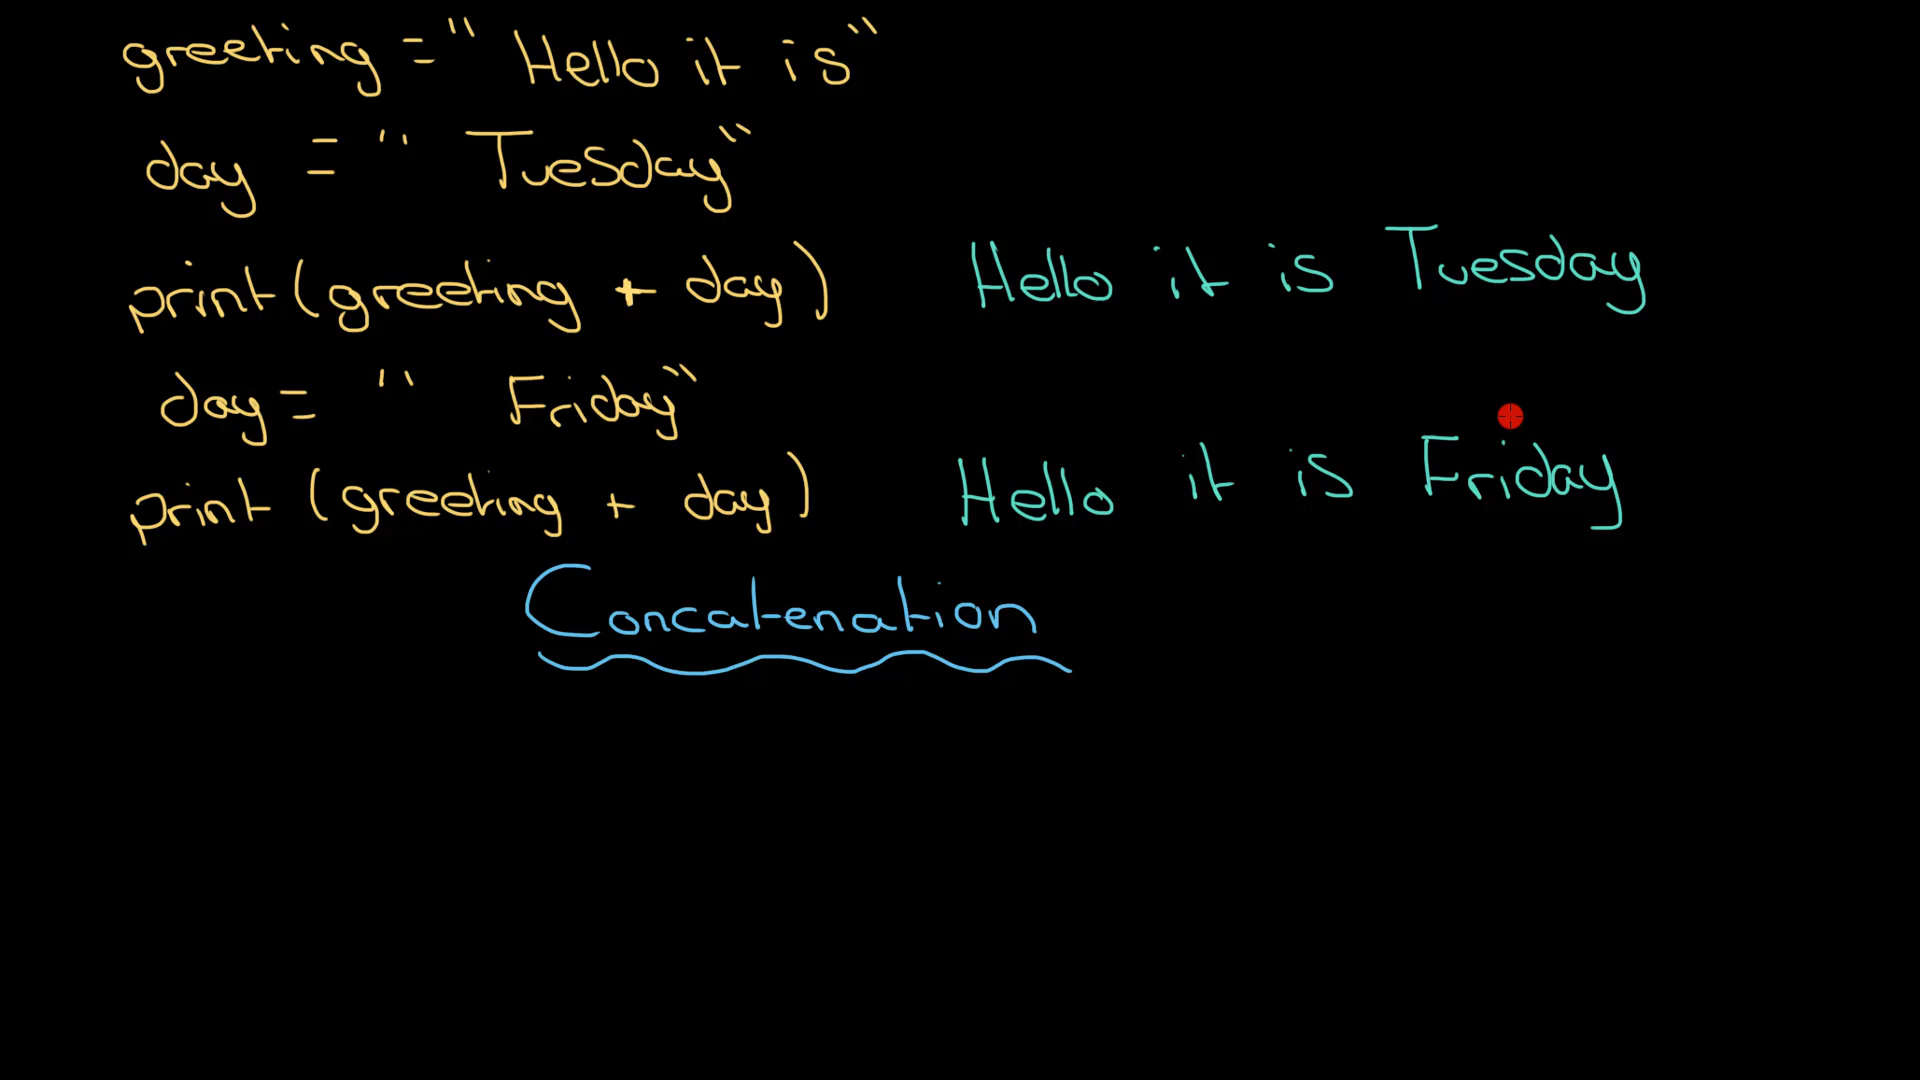 greeting = " Hello it is"
day = " Tuesday"
print(greeting + day) Hello it is Tuesday
day = " Friday"
print (greeting + day) Hello it is Friday
Concatenation